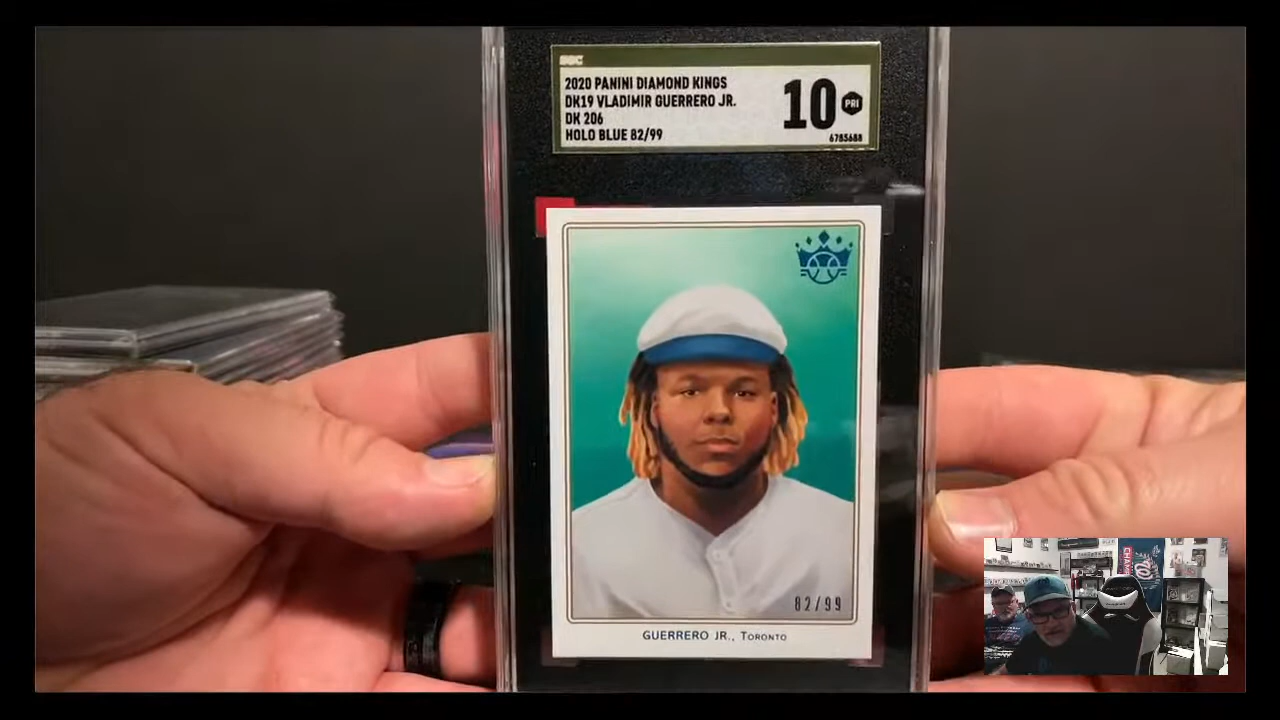 SGC
2020 PANINI DIAMOND KINGS
DK19 VLADIMIR GUERRERO JR.
DK 206
HOLO BLUE 82/99
10 PRI
6785688
82/99
GUERRERO JR., TORONTO